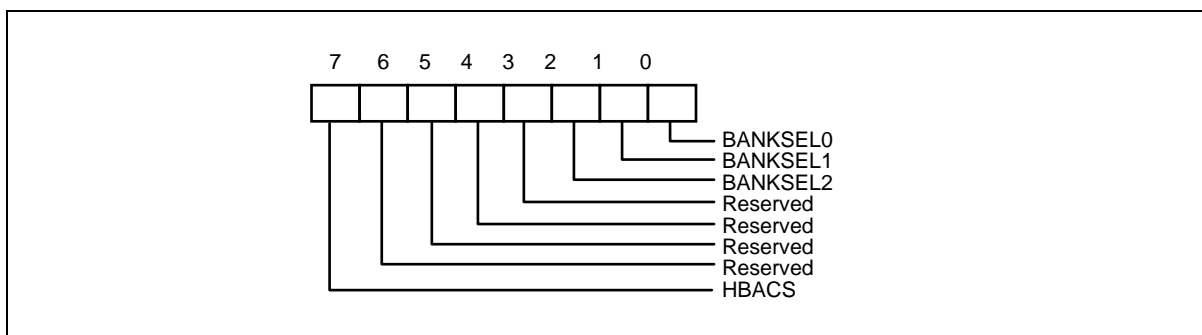 7 6 5 4 3 2 1 0
BANKSEL0
BANKSEL1
BANKSEL2
Reserved
Reserved
Reserved
Reserved
HBACS